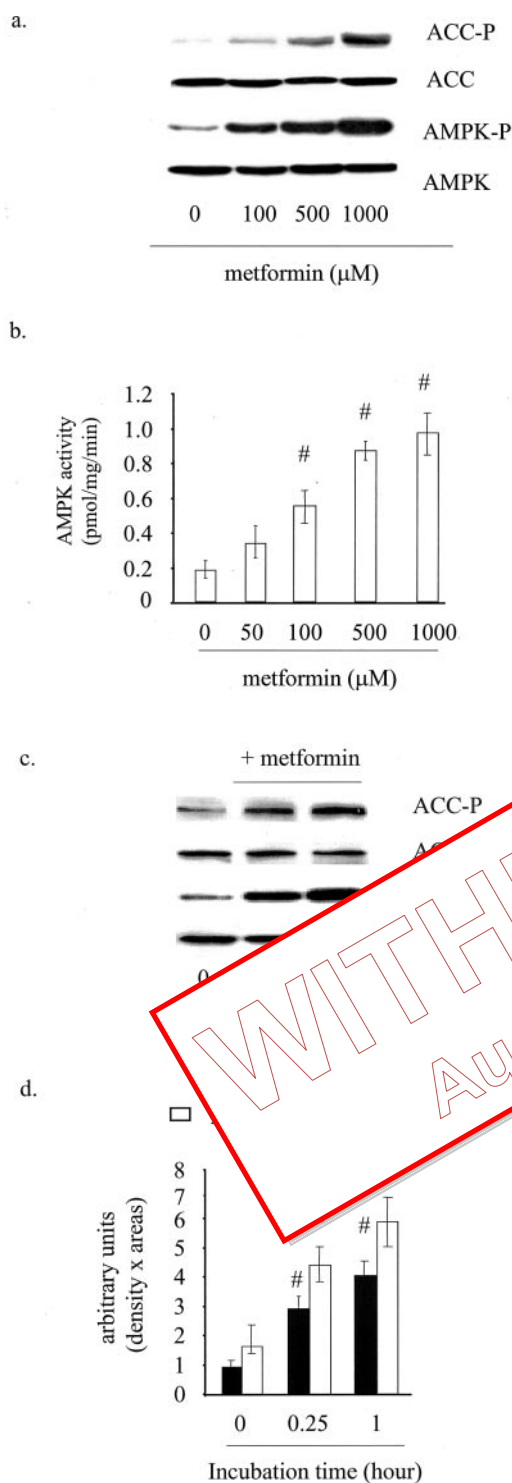 a.
ACC-P
ACC
AMPK-P
AMPK
0 100 500 1000
metformin (μM)
b.
AMPK activity
(pmol/mg/min)
1.2
1.0
0.8
0.6
0.4
0.2
0
# # #
0 50 100 500 1000
metformin (μM)
c.
+ metformin
ACC-P
WITH
Au
d.
arbitrary units
(density x areas)
8
7
6
5
4
3
2
1
0
# #
0 0.25 1
Incubation time (hour)